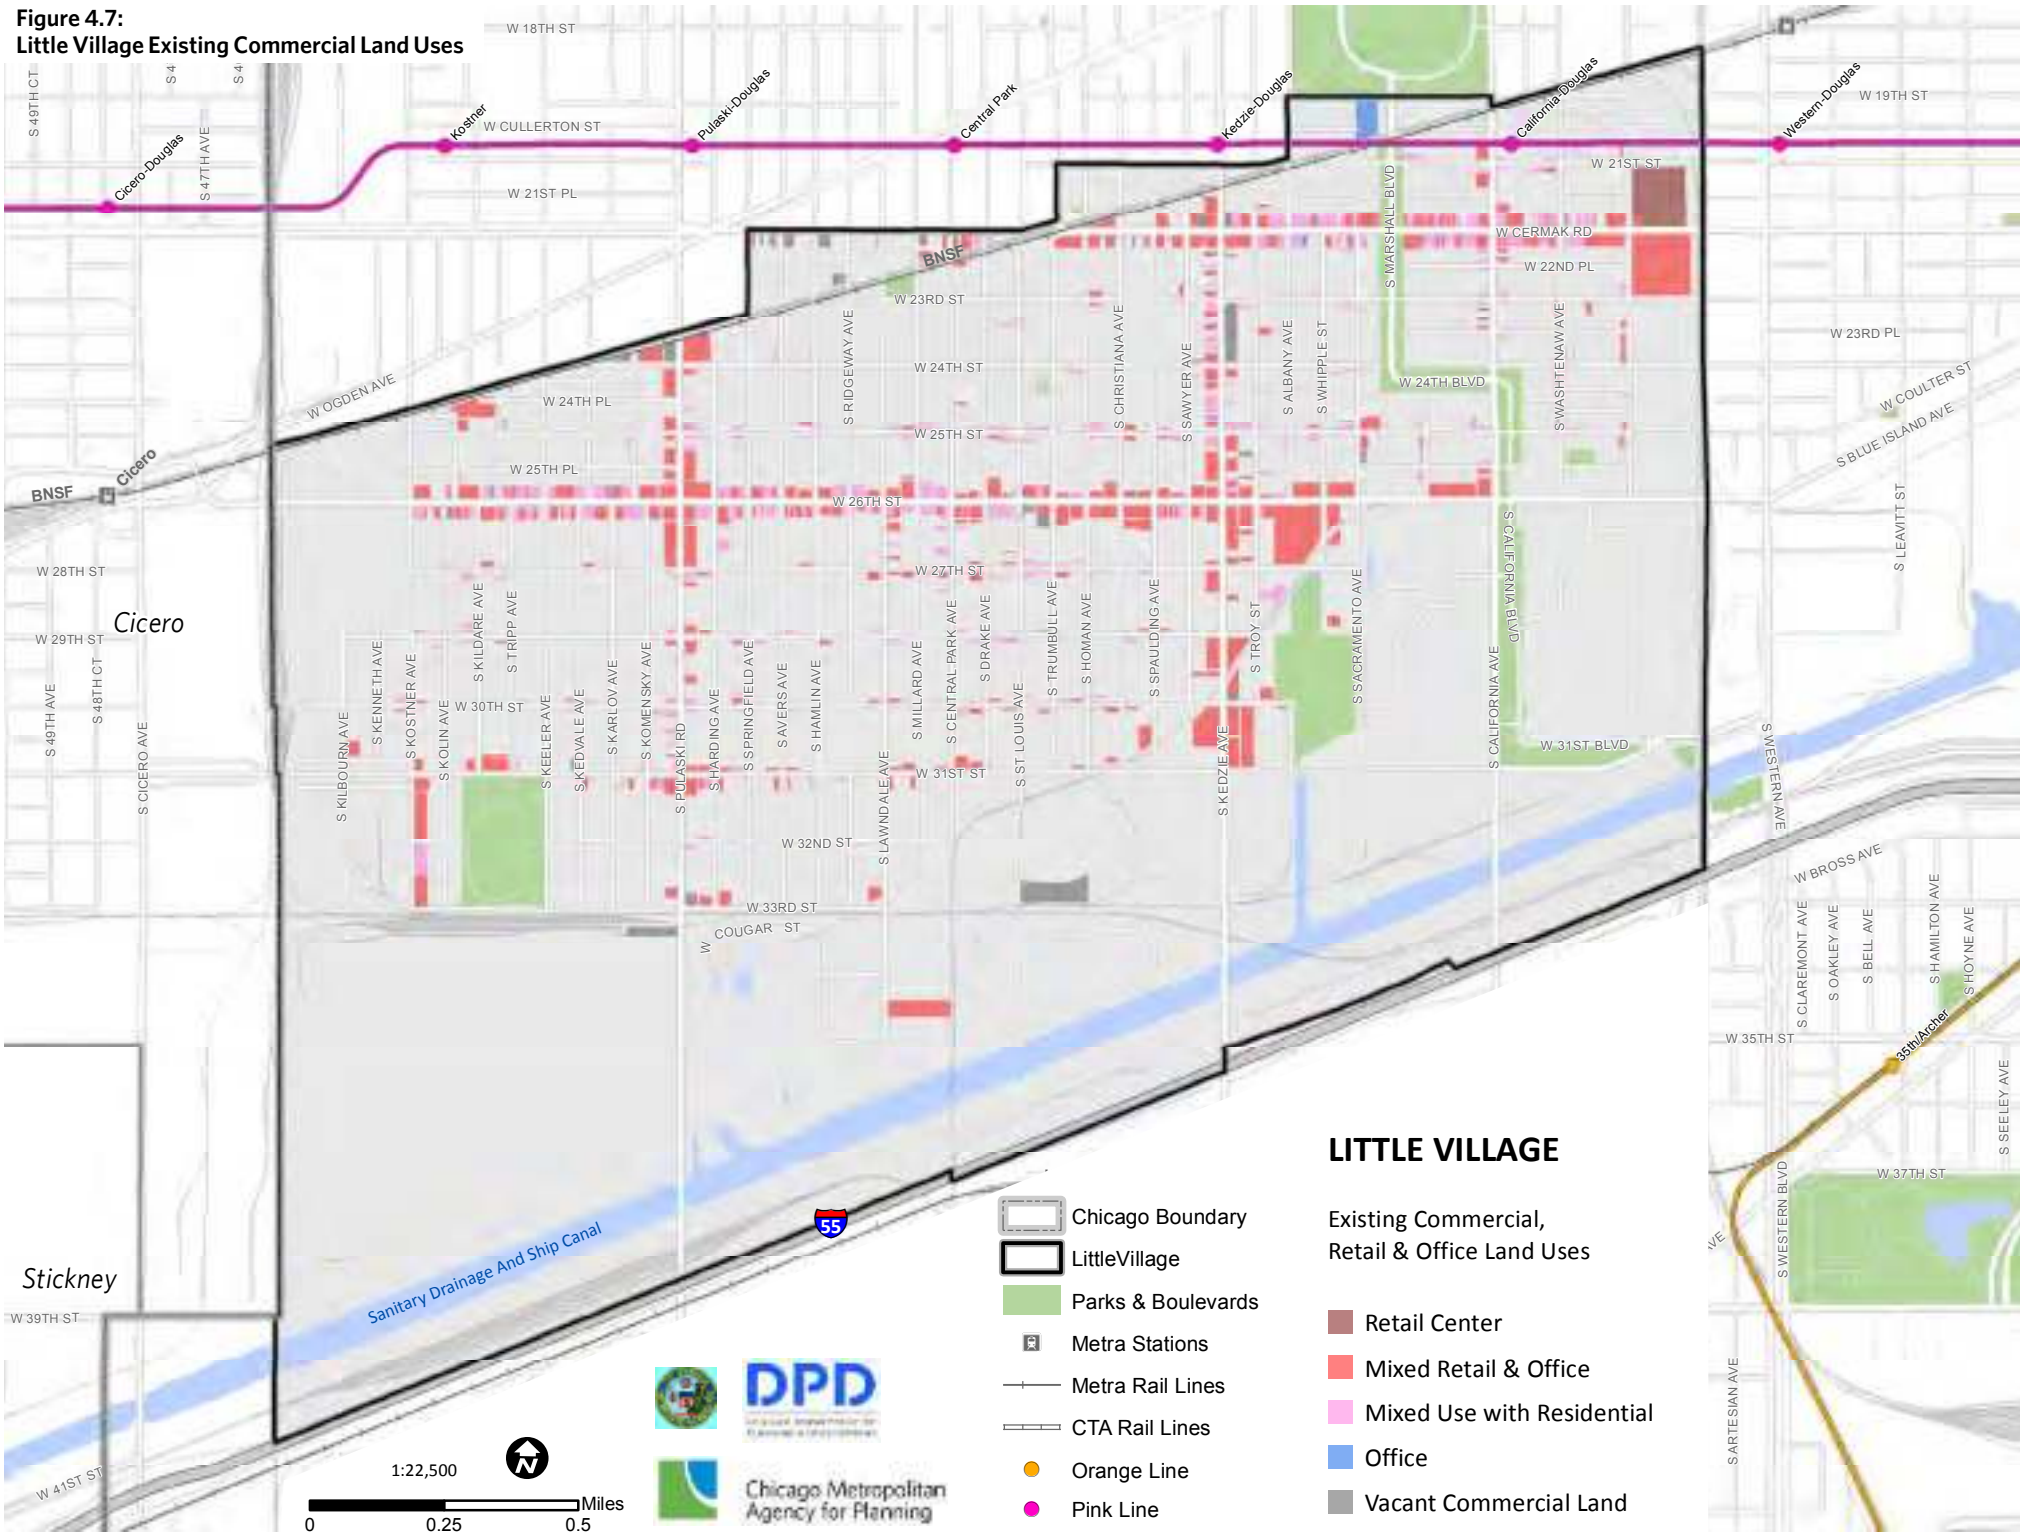 Figure 4.7:
Little Village Existing Commercial Land Uses
W 18TH ST
S 49TH CT
S 4
S 4
S 47TH AVE
W CULLERTON ST
W 21ST PL
Cicero-Douglas
Kostner
Pulaski-Douglas
Central Park
Kedzie-Douglas
California-Douglas
Western-Douglas
W 19TH ST
W 21ST ST
S MARSHALL BLVD
W CERMAK RD
W 22ND PL
BNSF
W 23RD ST
W 23RD PL
S RIDGEWAY AVE
S CHRISTIANA AVE
S SAWYER AVE
S ALBANY AVE
S WHIPPLE ST
S WASHTENAW AVE
W 24TH ST
W 24TH BLVD
W COULTER ST
S BLUE ISLAND AVE
W OGDEN AVE
W 24TH PL
W 25TH ST
W 25TH PL
Cicero
BNSF
W 26TH ST
S LEAVITT ST
W 28TH ST
W 27TH ST
Cicero
W 29TH ST
S 49TH AVE
S 48TH CT
S CICERO AVE
S KILBOURN AVE
S KENNETH AVE
S KOSTNER AVE
S KOLIN AVE
S KILDARE AVE
S TRIPP AVE
W 30TH ST
S KEELER AVE
S KEDVALE AVE
S KARLOV AVE
S KOMENSKY AVE
S PULASKI RD
S HARDING AVE
S SPRINGFIELD AVE
S AVERS AVE
S HAMLIN AVE
S LAWNDALE AVE
S MILLARD AVE
S CENTRAL PARK AVE
S DRAKE AVE
S ST LOUIS AVE
S TRUMBULL AVE
S HOMAN AVE
S SPAULDING AVE
S KEDZIE AVE
S TROY ST
S SACRAMENTO AVE
S CALIFORNIA AVE
S CALIFORNIA BLVD
W 31ST BLVD
S WESTERN AVE
W 31ST ST
W 32ND ST
W 33RD ST
W COUGAR ST
W BROSS AVE
S CLAREMONT AVE
S OAKLEY AVE
S BELL AVE
S HAMILTON AVE
S HOYNE AVE
W 35TH ST
35th/Archer
S SEELEY AVE
W 37TH ST
S WESTERN BLVD
AVE
S ARTESIAN AVE
Stickney
W 39TH ST
W 41ST ST
Sanitary Drainage And Ship Canal
55
1:22,500
N
Miles
0
0.25
0.5
DPD
Chicago Metropolitan
Agency for Planning
Chicago Boundary
LittleVillage
Parks & Boulevards
Metra Stations
Metra Rail Lines
CTA Rail Lines
Orange Line
Pink Line
LITTLE VILLAGE
Existing Commercial,
Retail & Office Land Uses
Retail Center
Mixed Retail & Office
Mixed Use with Residential
Office
Vacant Commercial Land